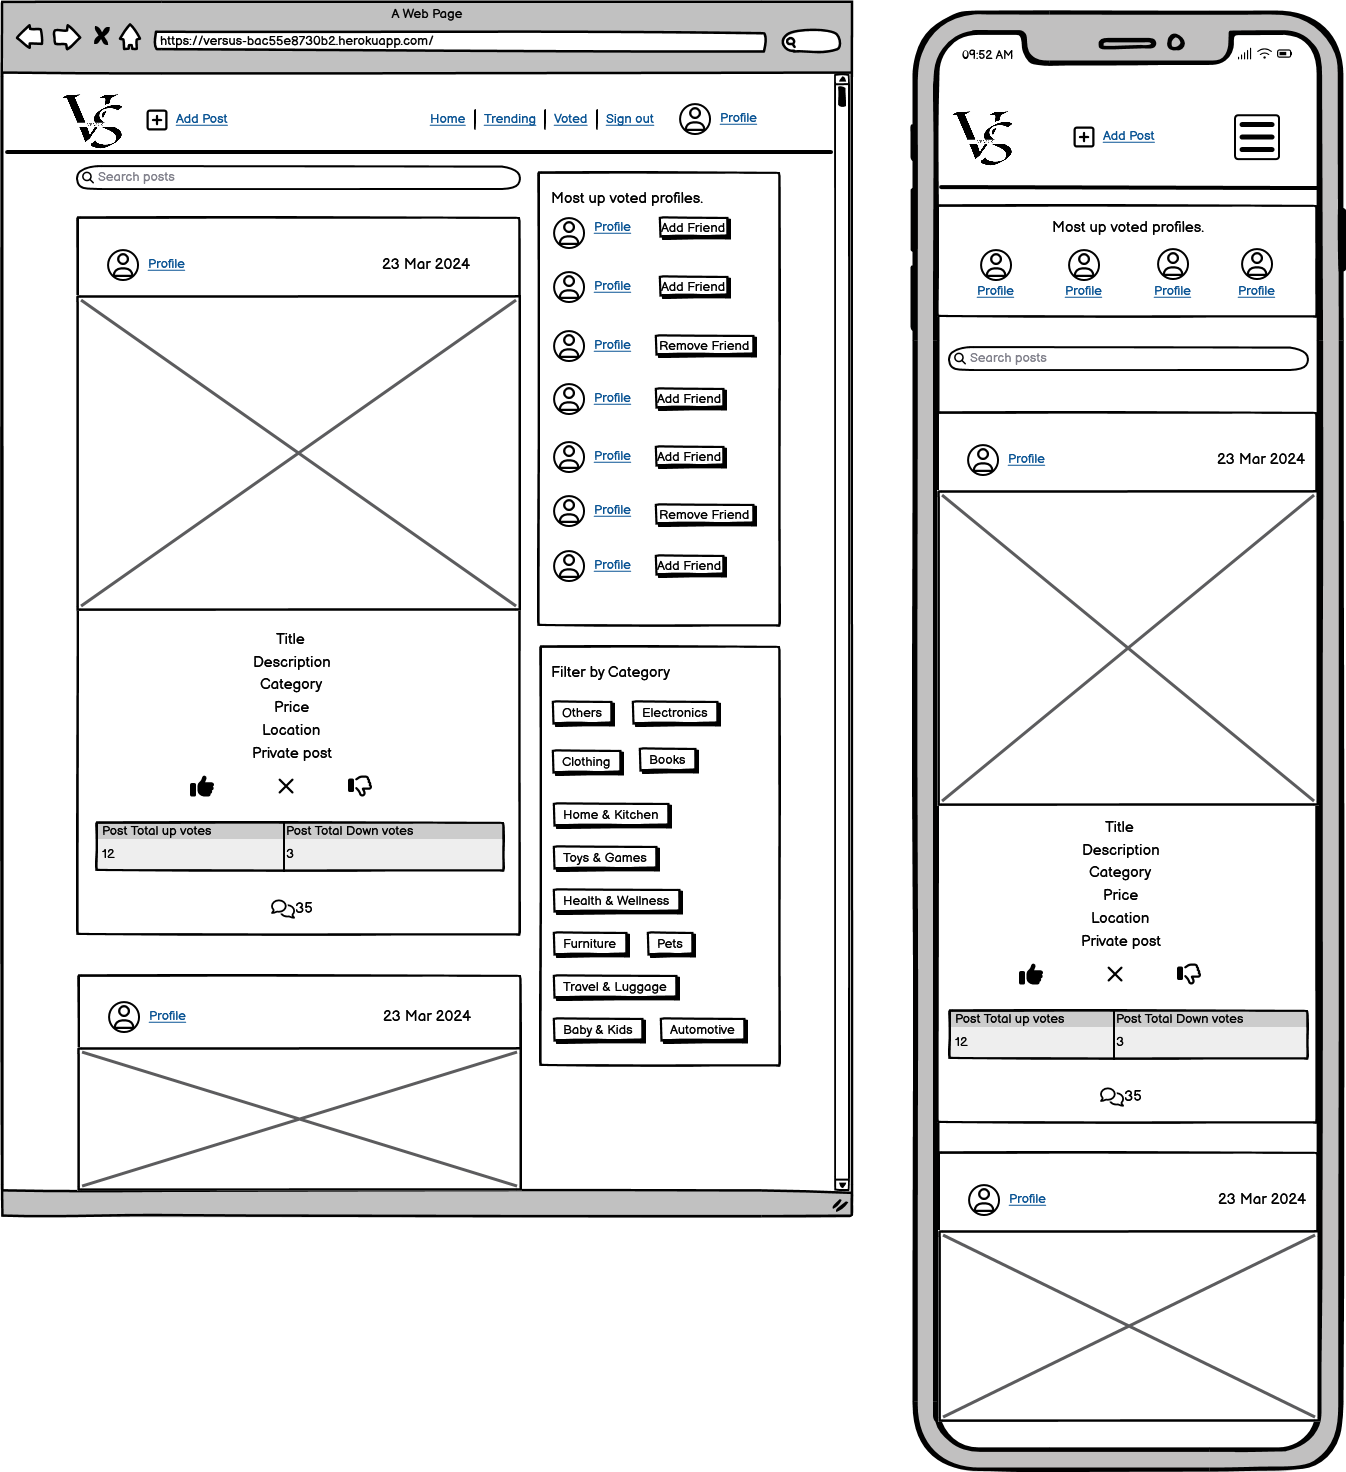 A Web Page
https://versus-bac55e8730b2.herokuapp.com/
VS
Add Post
Home
Trending
Voted
Sign out
Profile
Search posts
Profile
23 Mar 2024
Title
Description
Category
Price
Location
Private post
Post Total up votes
Post Total Down votes
12
3
35
Profile
23 Mar 2024
Most up voted profiles.
Profile
Add Friend
Profile
Add Friend
Profile
Remove Friend
Profile
Add Friend
Profile
Add Friend
Profile
Remove Friend
Profile
Add Friend
Filter by Category
Others
Electronics
Clothing
Books
Home & Kitchen
Toys & Games
Health & Wellness
Furniture
Pets
Travel & Luggage
Baby & Kids
Automotive
09:52 AM
VS
Add Post
Most up voted profiles.
Profile
Profile
Profile
Profile
Search posts
Profile
23 Mar 2024
Title
Description
Category
Price
Location
Private post
Post Total up votes
Post Total Down votes
12
3
35
Profile
23 Mar 2024